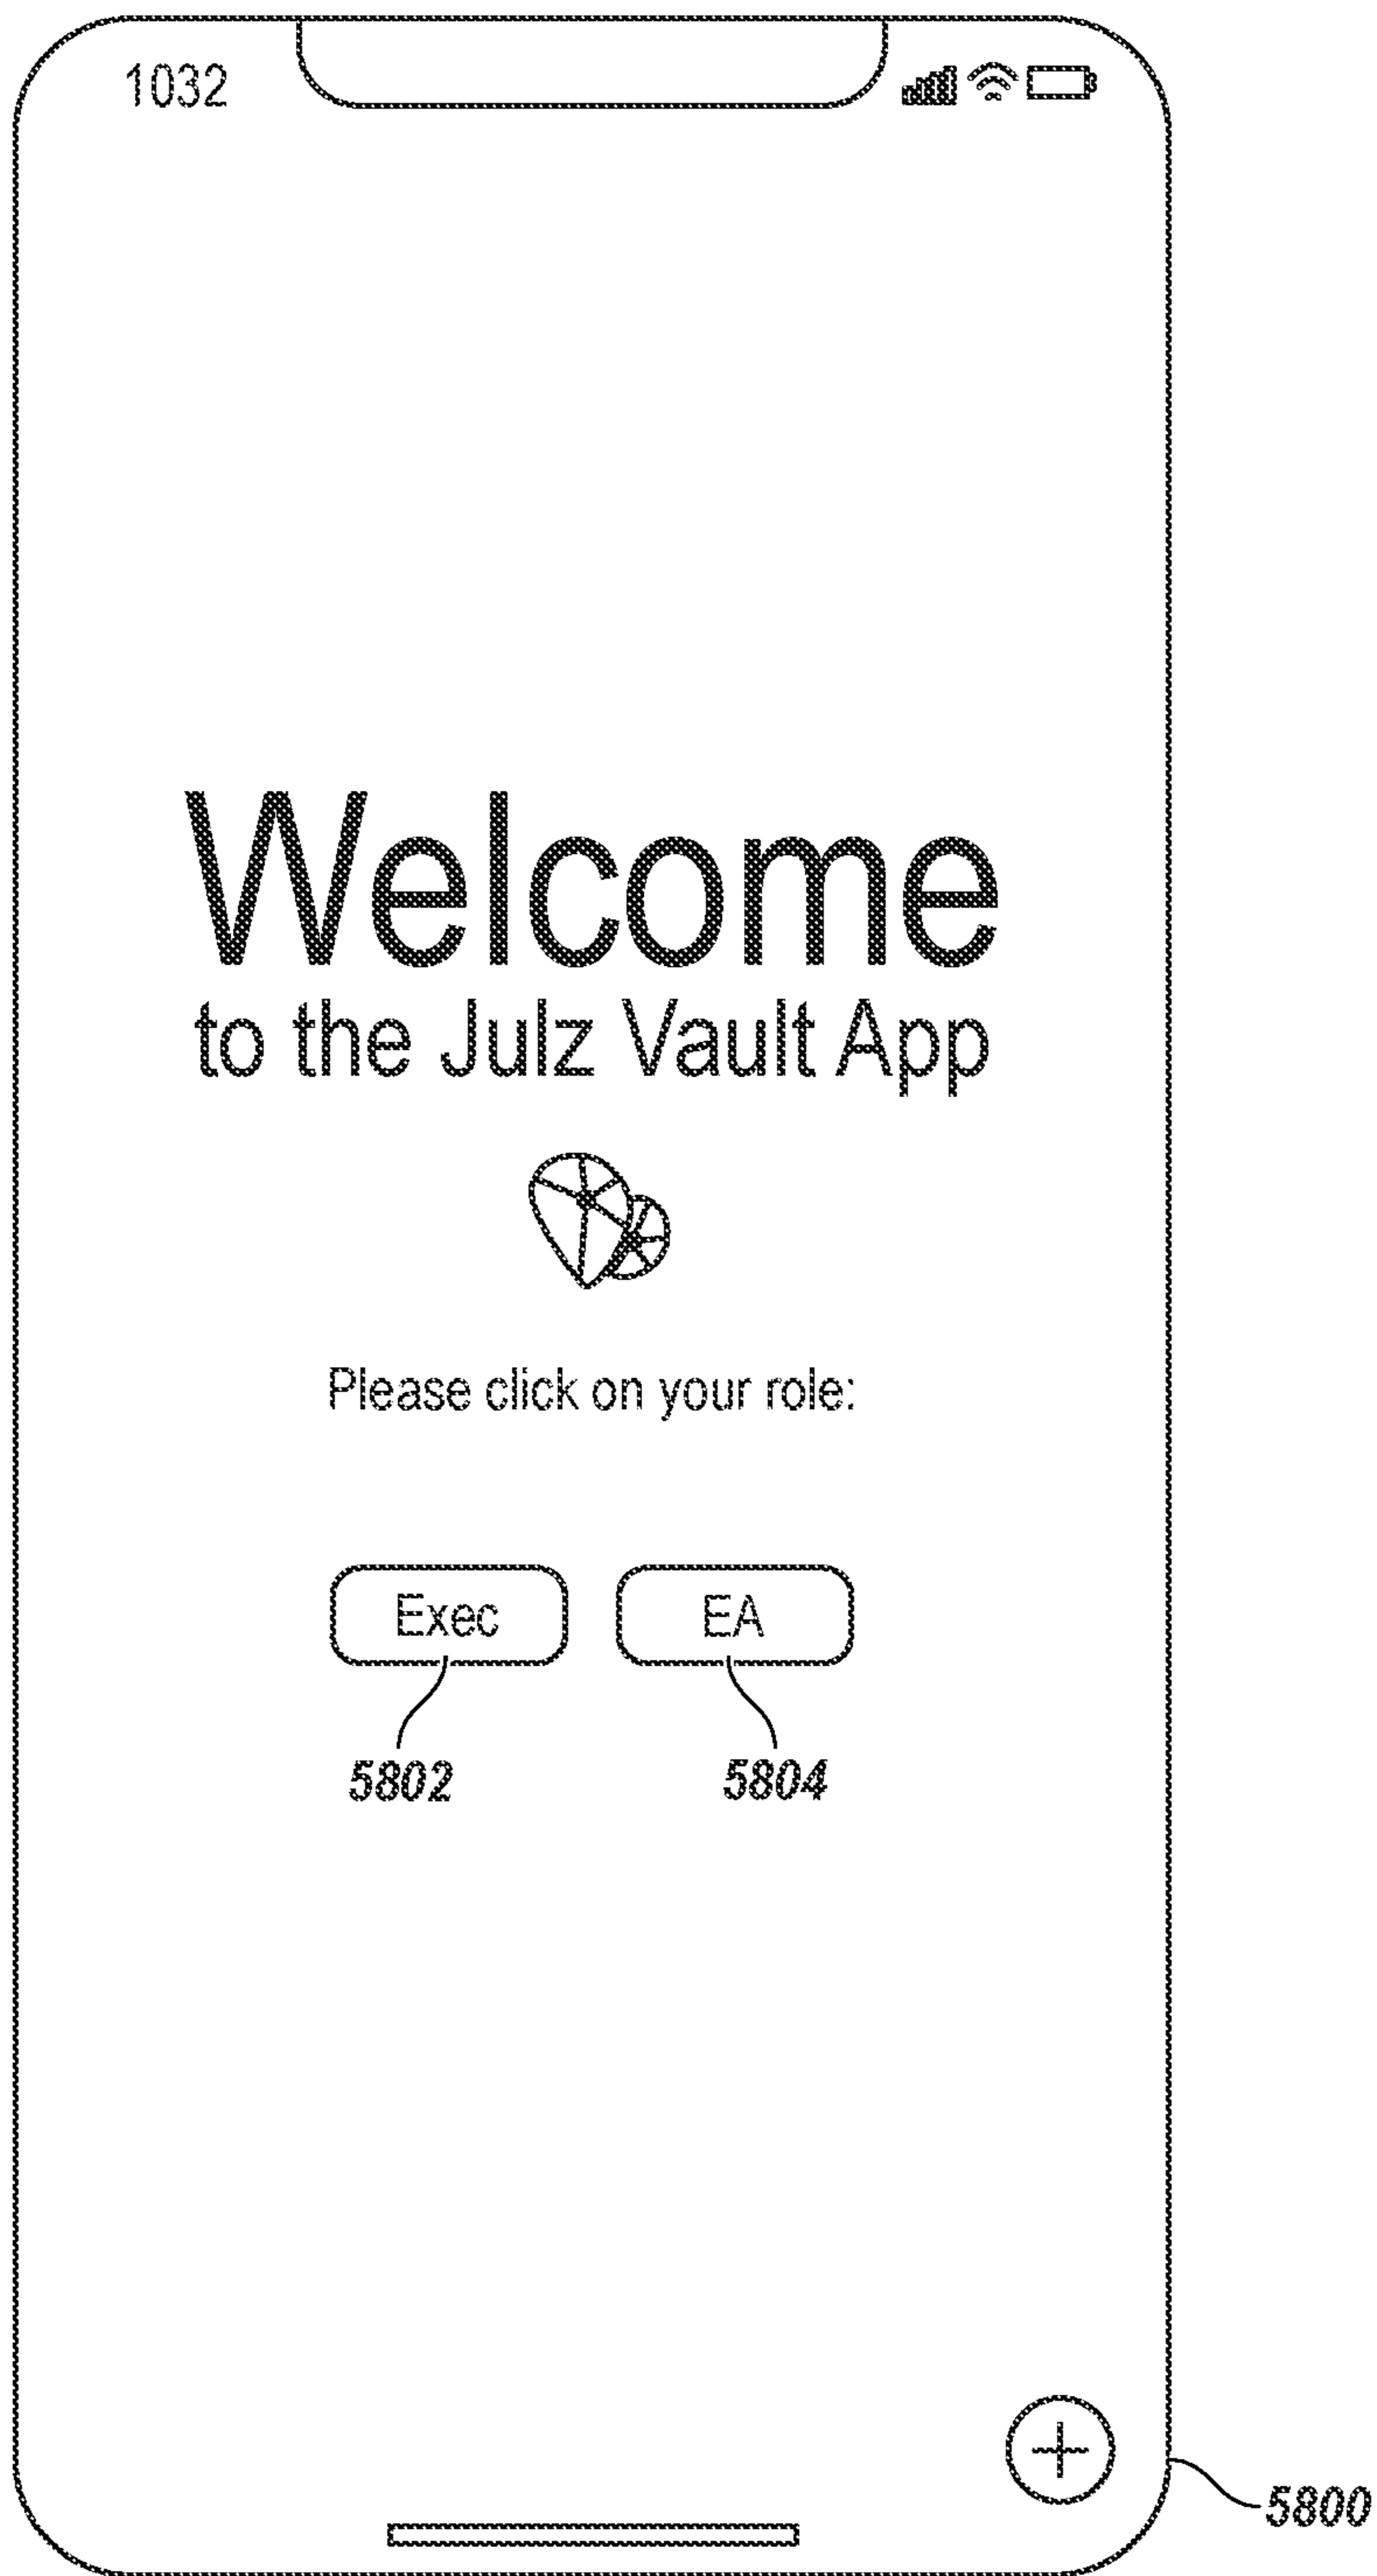 1032
Welcome
to the Julz Vault App
Please click on your role:
Exec EA
5802 5804
5800